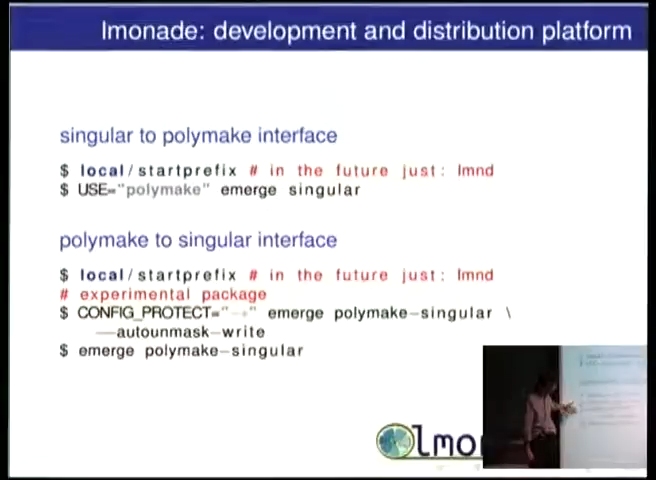 lmonade: development and distribution platform
singular to polymake interface
$ local/startprefix # in the future just: lmnd
$ USE="polymake" emerge singular
polymake to singular interface
$ local/startprefix # in the future just: lmnd
# experimental package
$ CONFIG_PROTECT="-*" emerge polymake-singular \
--autounmask-write
$ emerge polymake-singular
lmo